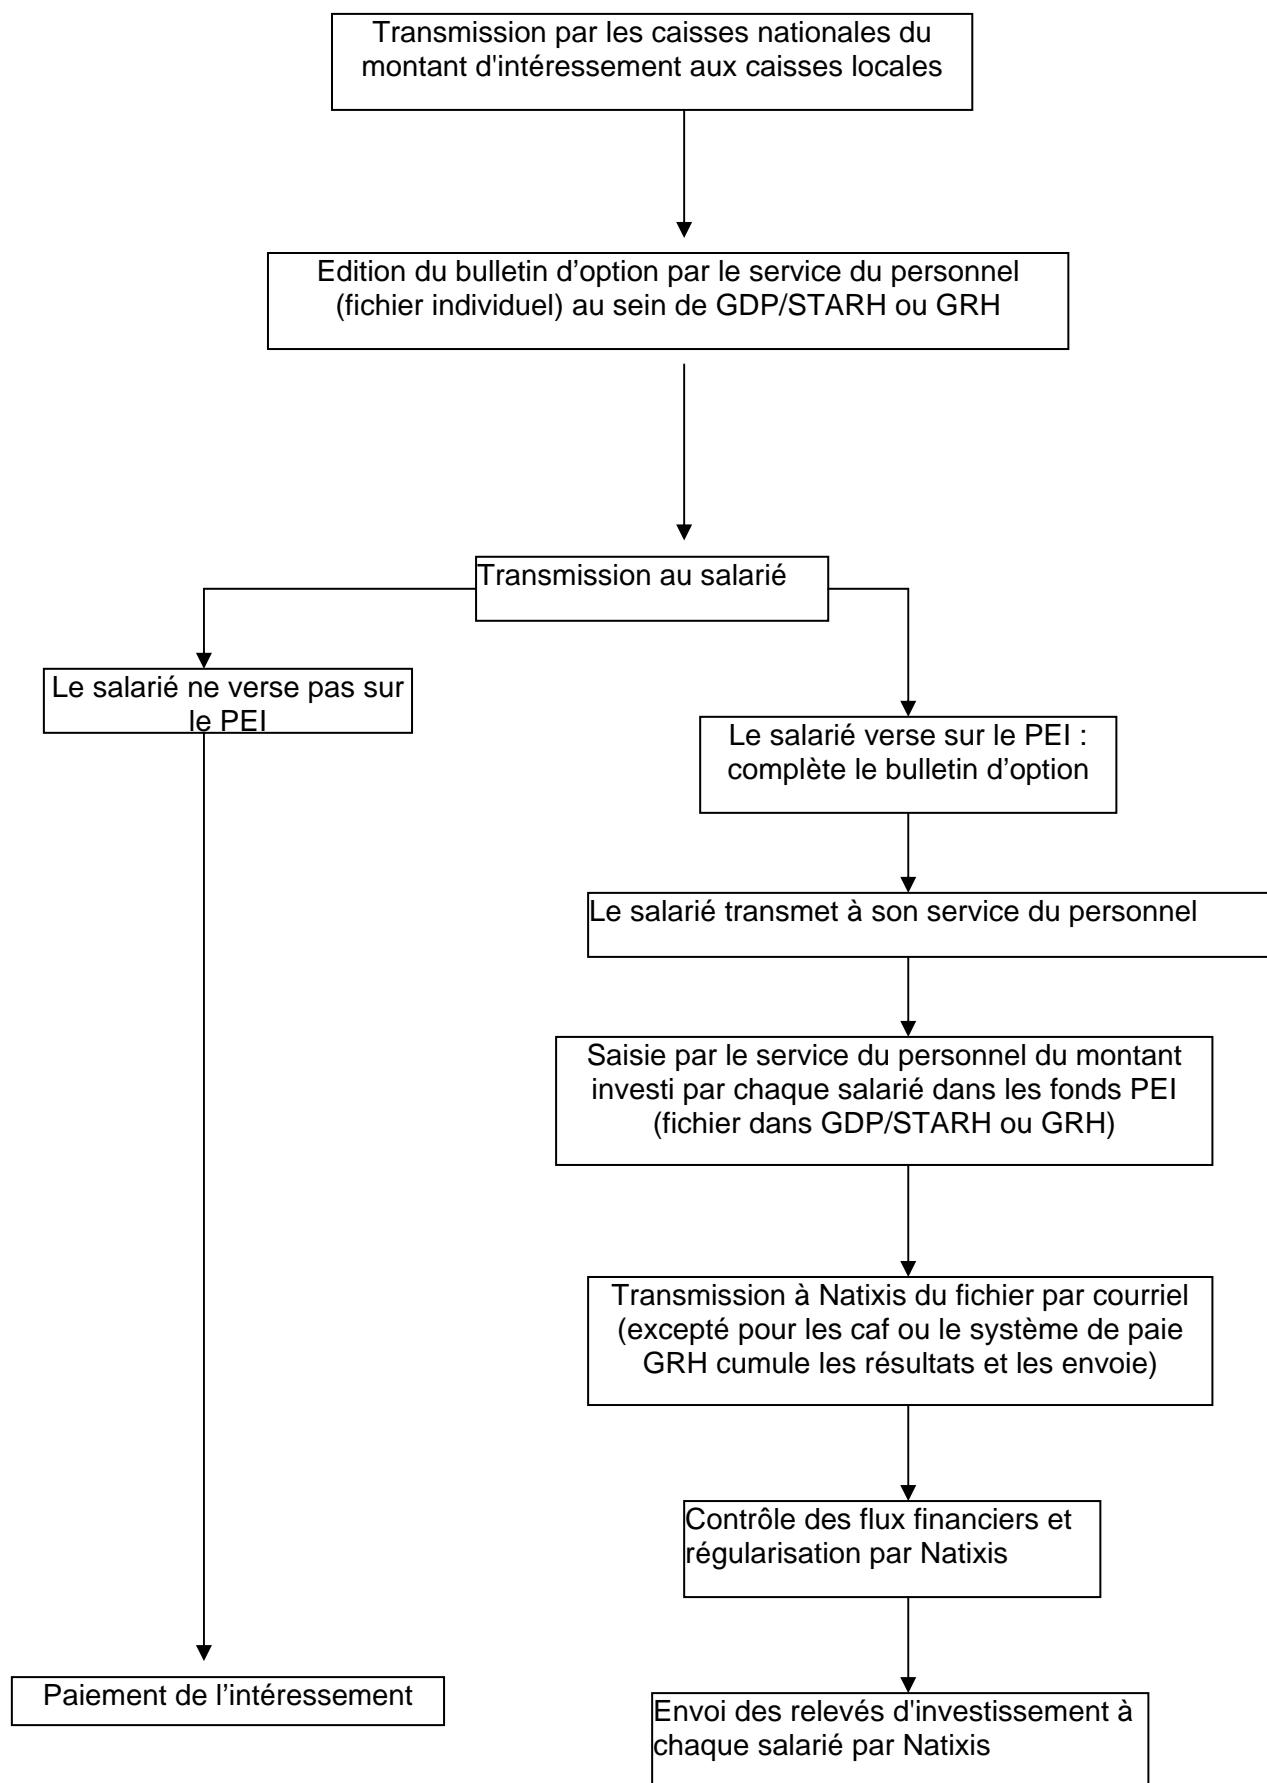 Transmission par les caisses nationales du
montant d'intéressement aux caisses locales
Edition du bulletin d’option par le service du personnel
(fichier individuel) au sein de GDP/STARH ou GRH
Transmission au salarié
Le salarié ne verse pas sur
le PEI
Le salarié verse sur le PEI :
complète le bulletin d’option
Le salarié transmet à son service du personnel
Saisie par le service du personnel du montant
investi par chaque salarié dans les fonds PEI
(fichier dans GDP/STARH ou GRH)
Transmission à Natixis du fichier par courriel
(excepté pour les caf ou le système de paie
GRH cumule les résultats et les envoie)
Contrôle des flux financiers et
régularisation par Natixis
Paiement de l’intéressement
Envoi des relevés d'investissement à
chaque salarié par Natixis